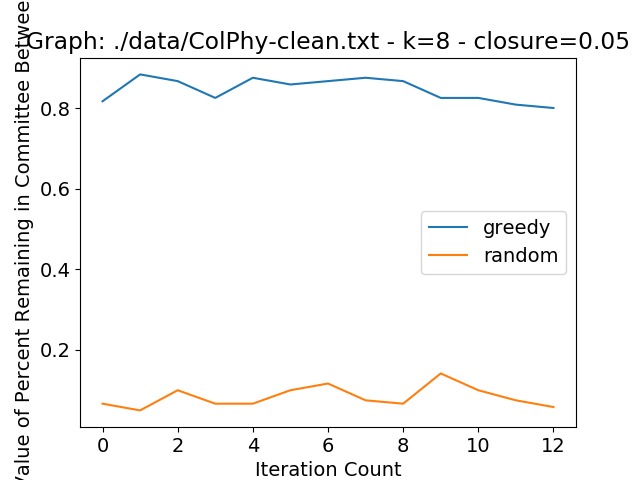 Graph: ./data/ColPhy-clean.txt - k=8 - closure=0.05
Value of Percent Remaining in Committee Betwee
0.8
0.6
0.4
0.2
greedy
random
0 2 4 6 8 10 12
Iteration Count